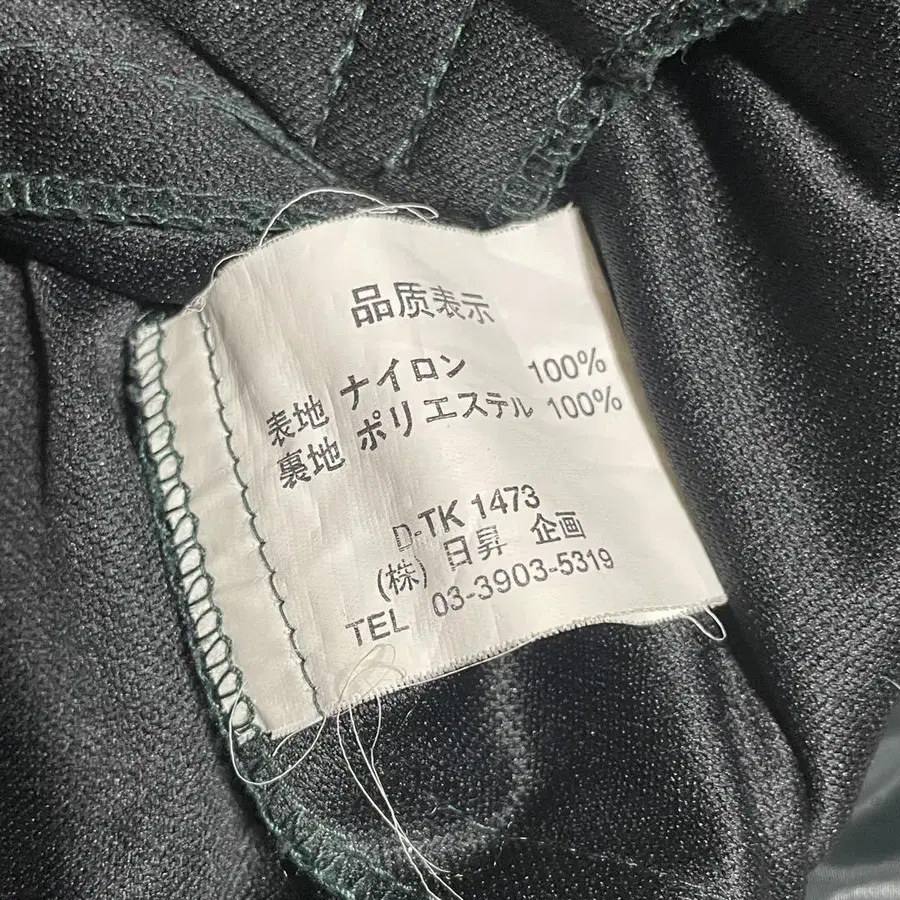 品质表示
表地 ナイロン 100%
裏地 ポリエステル 100%
D-TK 1473
(株) 日昇 企画
TEL 03-3903-5319